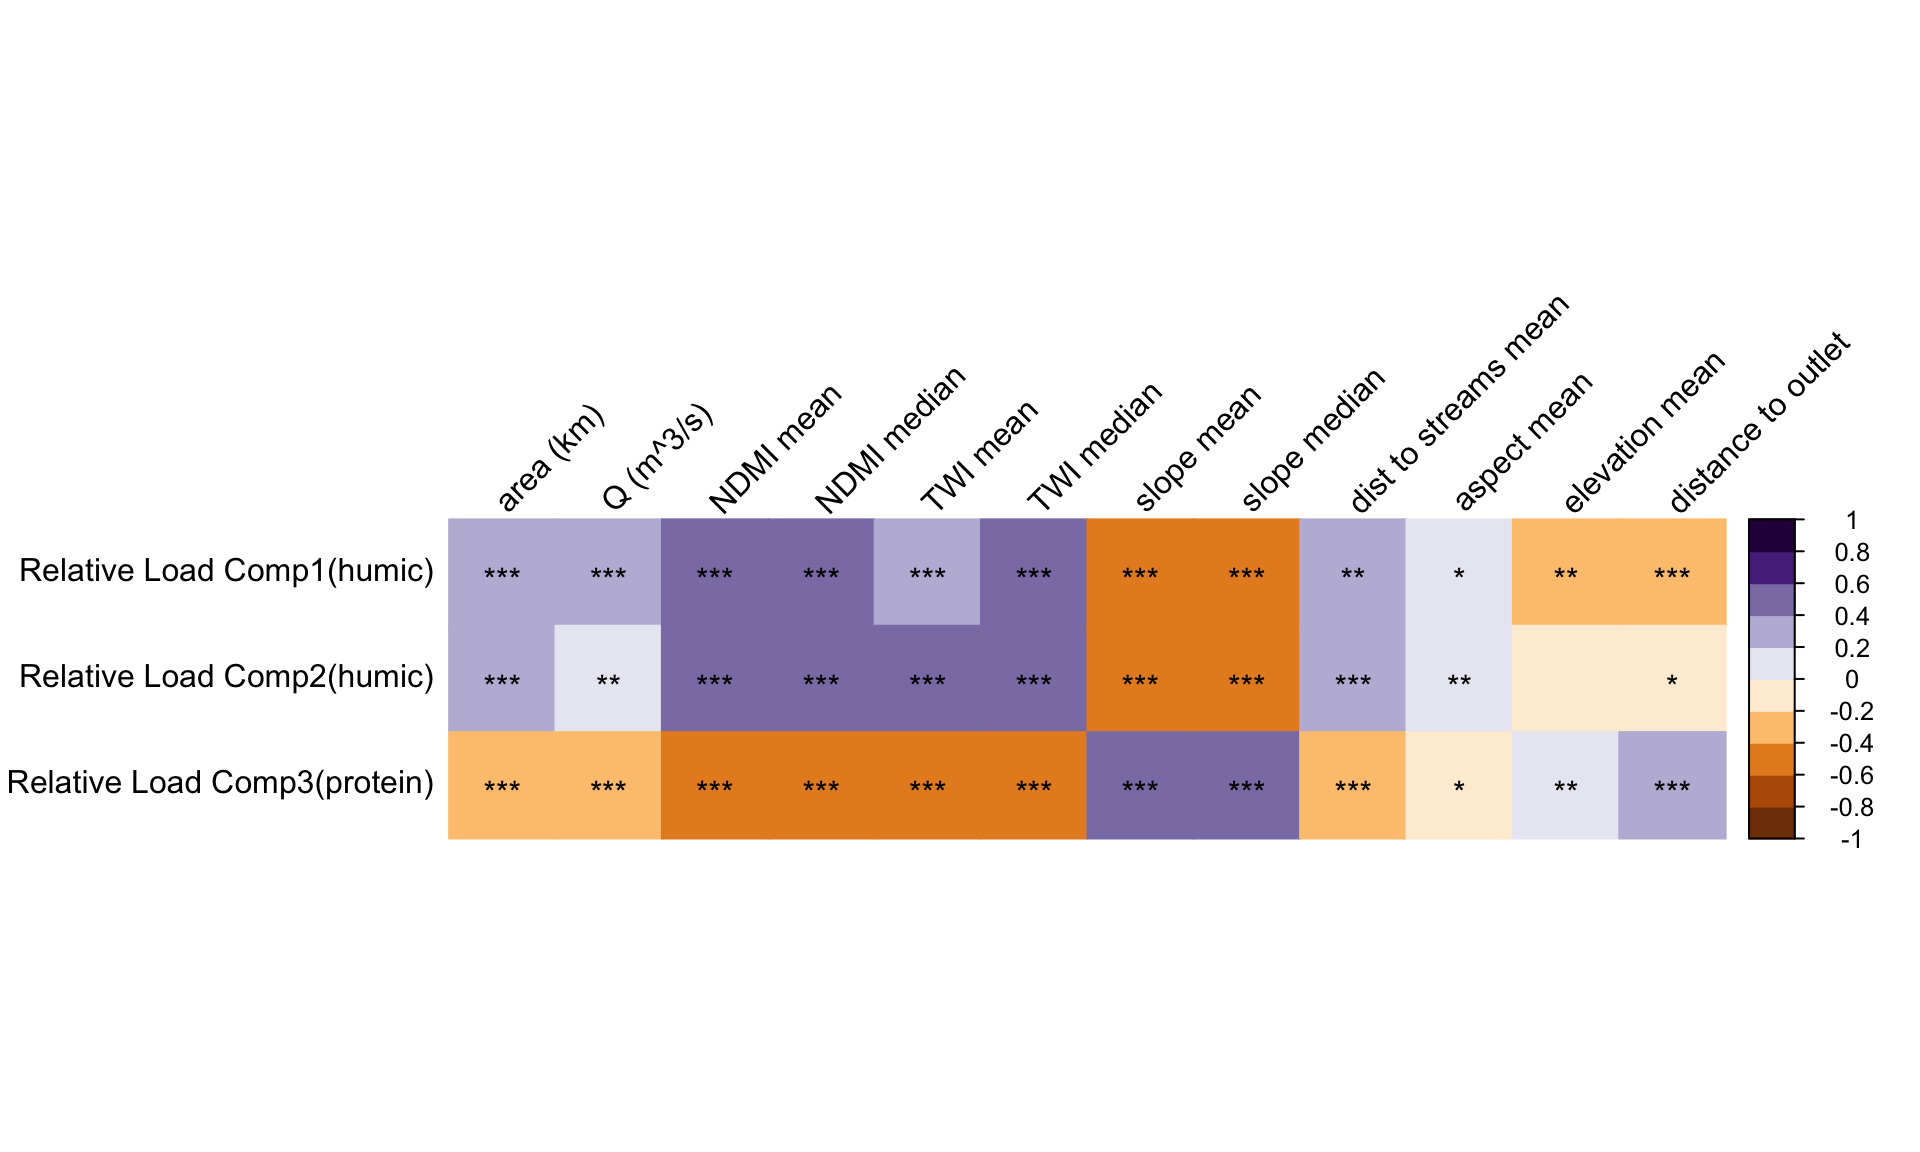 area (km)
Q (m^3/s)
NDMI mean
NDMI median
TWI mean
TWI median
slope mean
slope median
dist to streams mean
aspect mean
elevation mean
distance to outlet
Relative Load Comp1(humic) *** *** *** *** *** *** *** *** ** * ** ***
Relative Load Comp2(humic) *** ** *** *** *** *** *** *** *** ** *
Relative Load Comp3(protein) *** *** *** *** *** *** *** *** *** * ** ***
1
0.8
0.6
0.4
0.2
0
-0.2
-0.4
-0.6
-0.8
-1